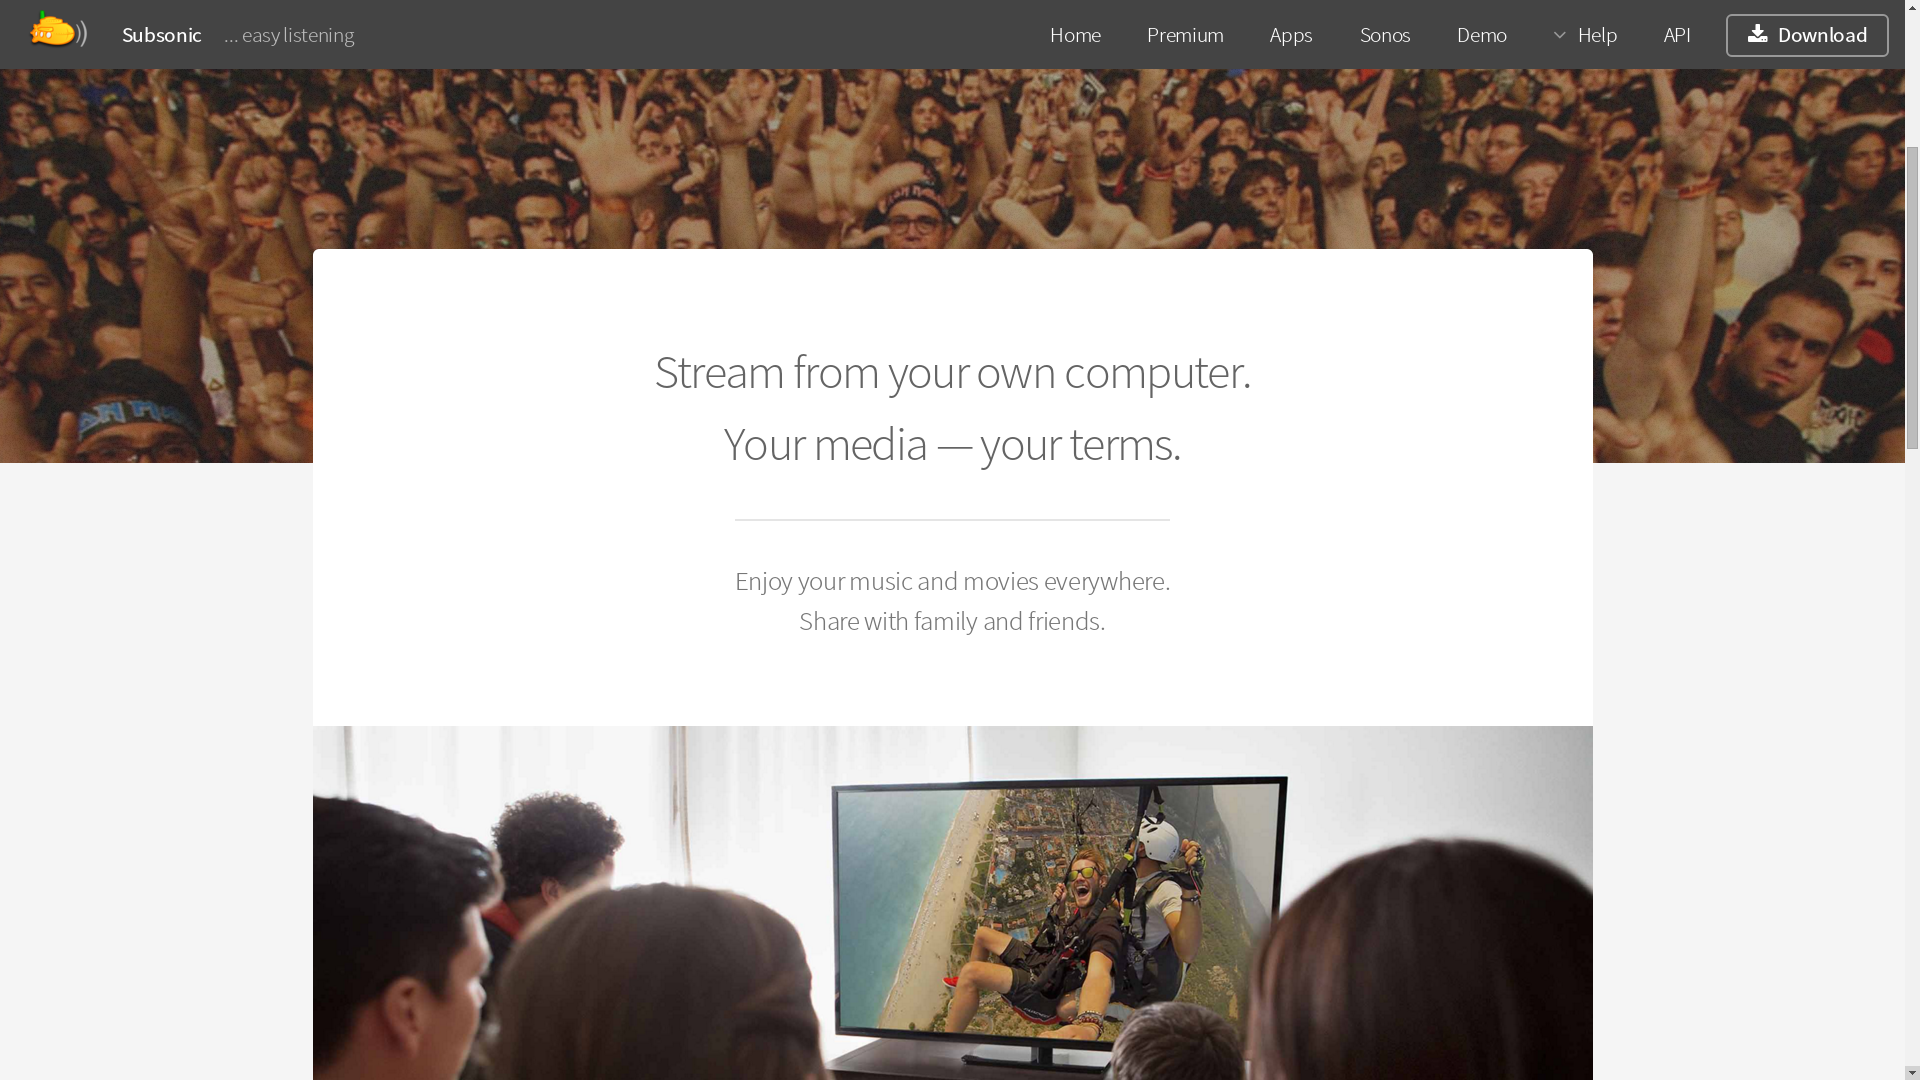 Subsonic ... easy listening Home Premium Apps Sonos Demo Help API Download
Stream from your own computer.
Your media — your terms.
Enjoy your music and movies everywhere.
Share with family and friends.